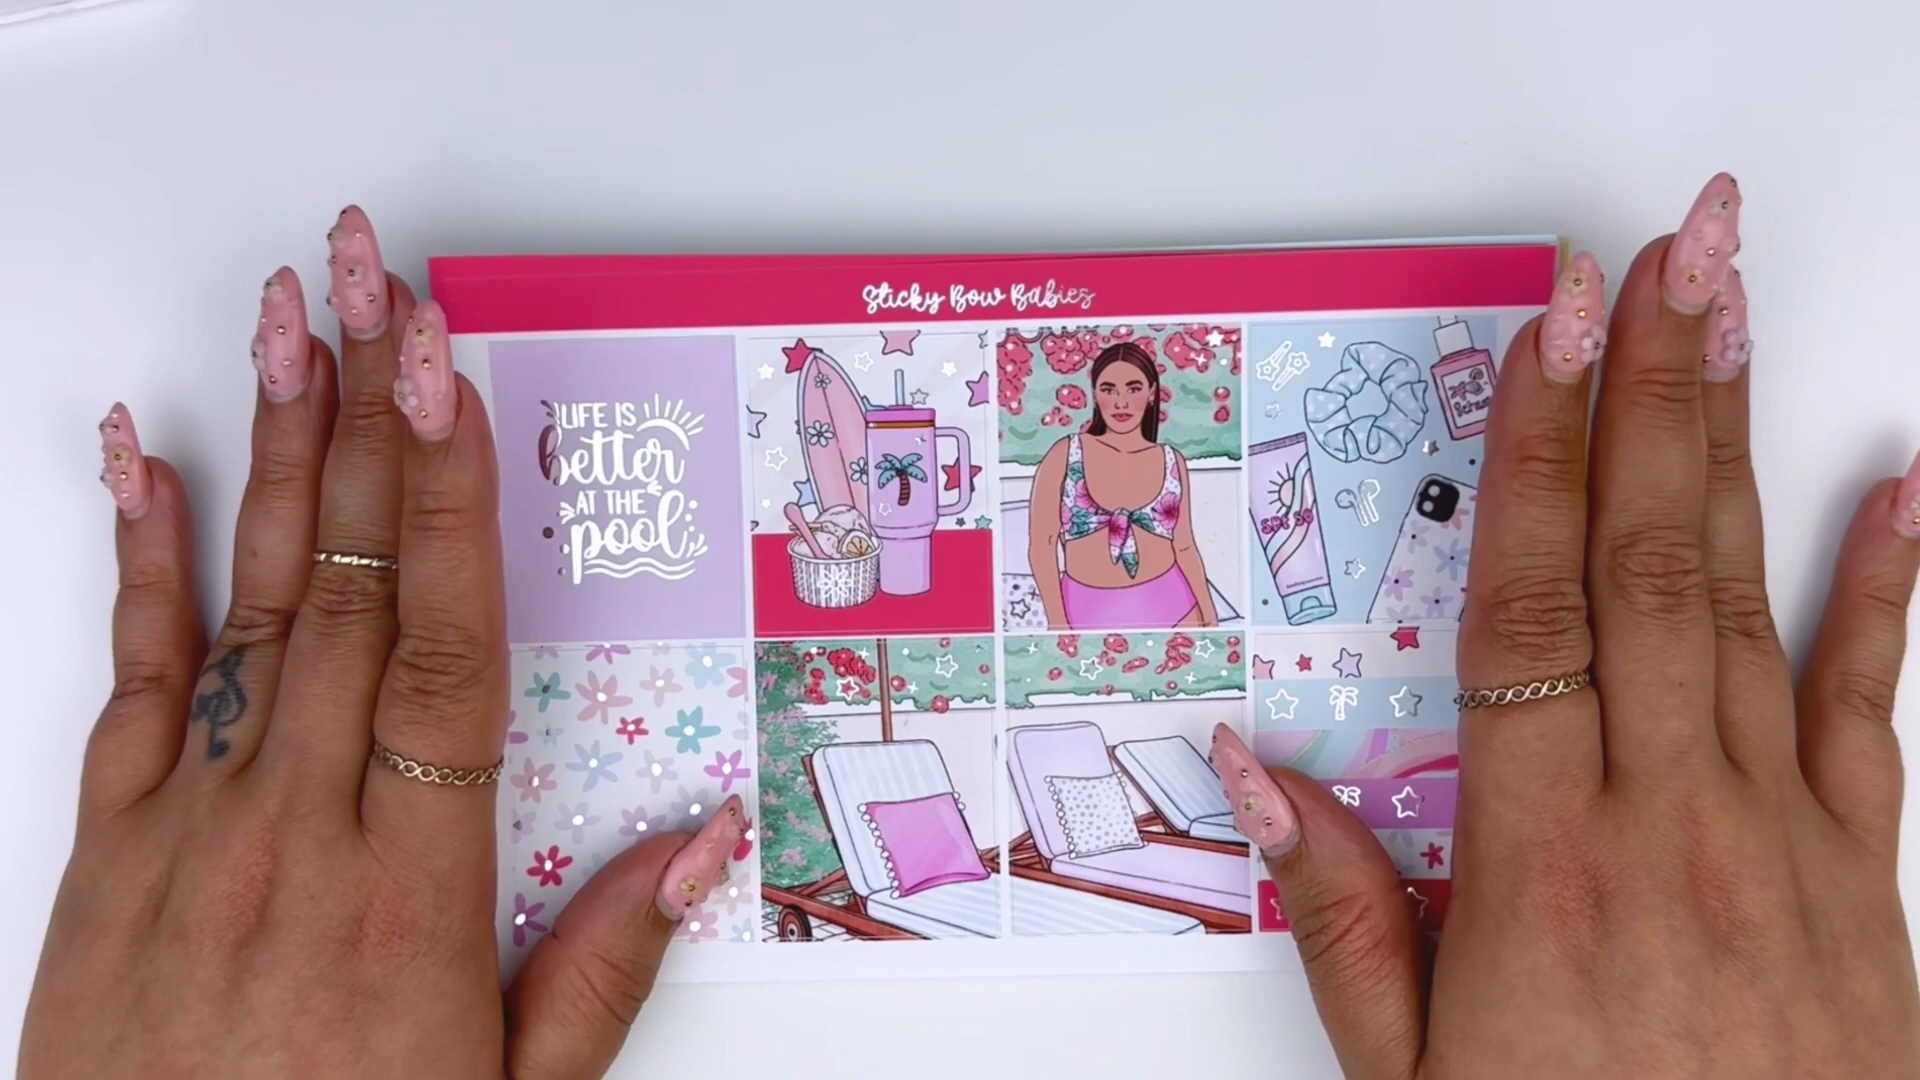 Sticky Bow Babies
LIFE IS
better
AT THE
pool
SPF 50